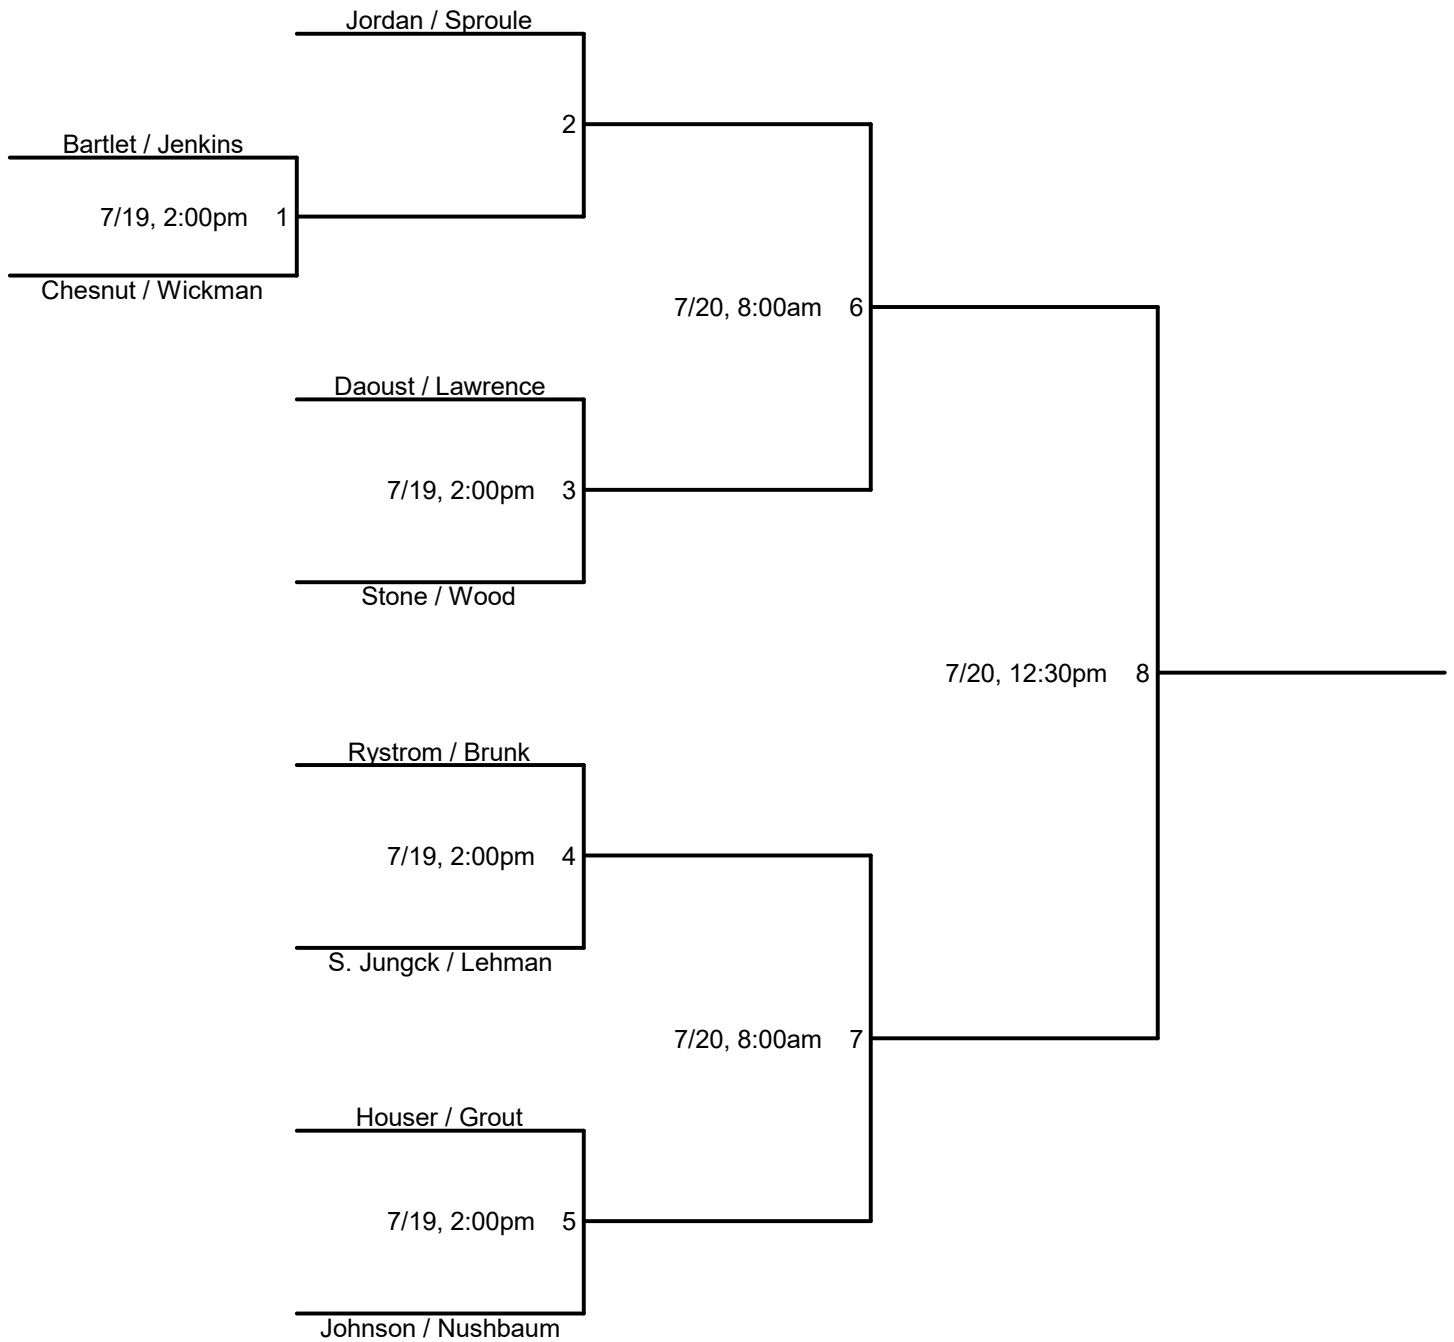 Jordan / Sproule
2
Bartlet / Jenkins
7/19, 2:00pm 1
Chesnut / Wickman
7/20, 8:00am 6
Daoust / Lawrence
7/19, 2:00pm 3
Stone / Wood
7/20, 12:30pm 8
Rystrom / Brunk
7/19, 2:00pm 4
S. Jungck / Lehman
7/20, 8:00am 7
Houser / Grout
7/19, 2:00pm 5
Johnson / Nushbaum